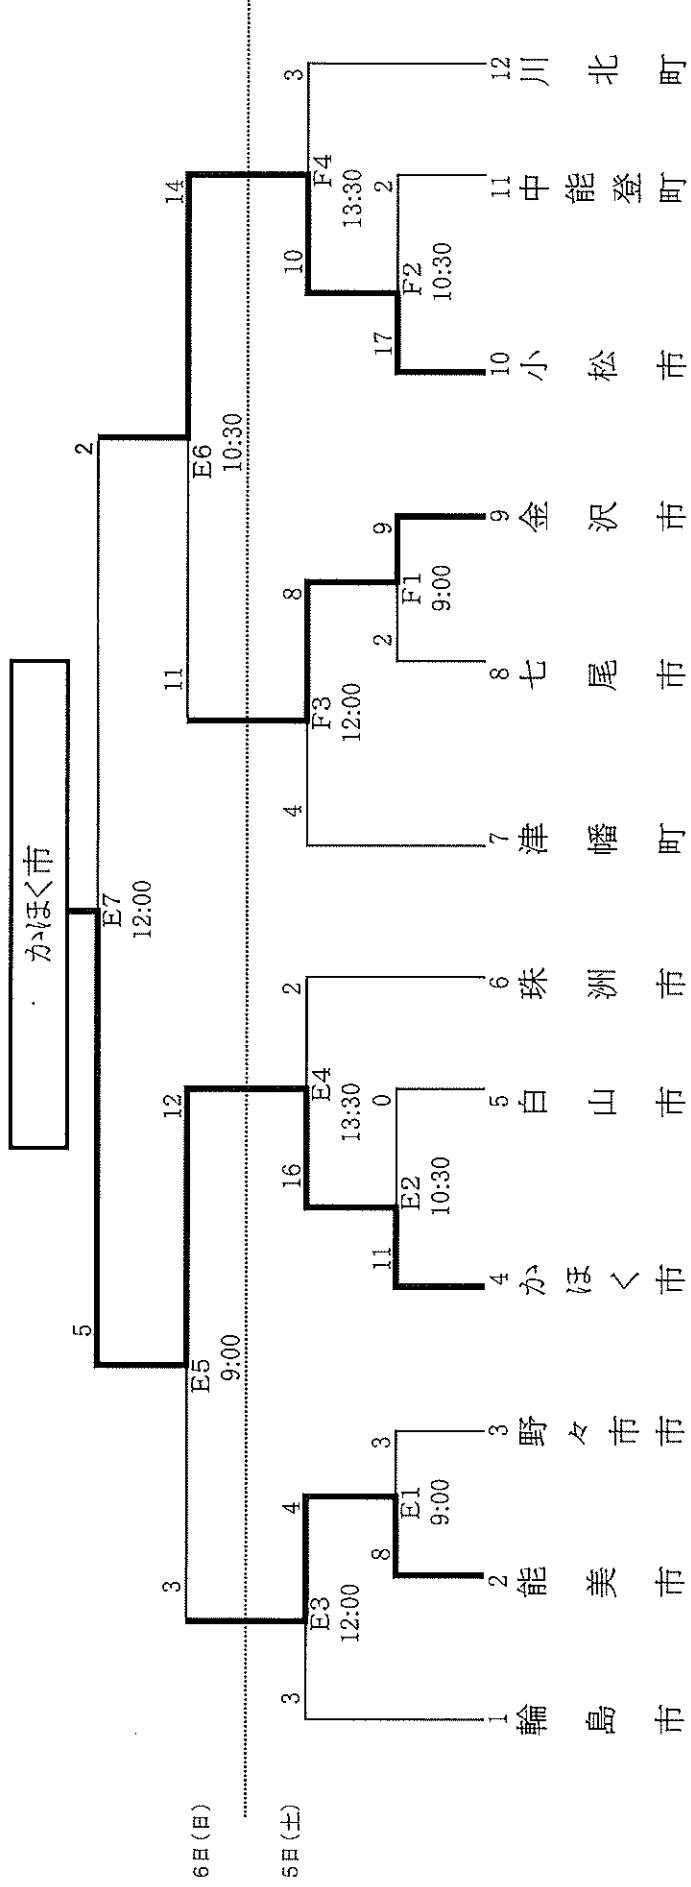 かほく市
5
2
E7
12:00
3
12
11
14
E5
9:00
E6
10:30
6日(日)
5日(土)
3
4
16
2
4
8
10
3
E3
12:00
E4
13:30
F3
12:00
F4
13:30
8
3
11
0
2
9
17
2
E1
9:00
E2
10:30
F1
9:00
F2
10:30
1 輪島市
2 能美市
3 野々市市
4 かほく市
5 白山市
6 珠洲市
7 津幡町
8 七尾市
9 金沢市
10 小松市
11 中能登町
12 川北町